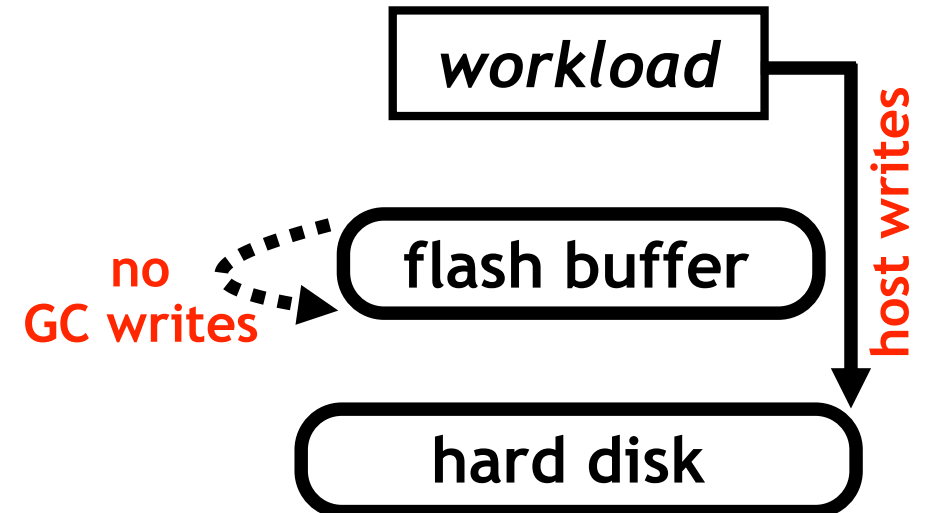 workload
host writes
flash buffer
no
GC writes
hard disk